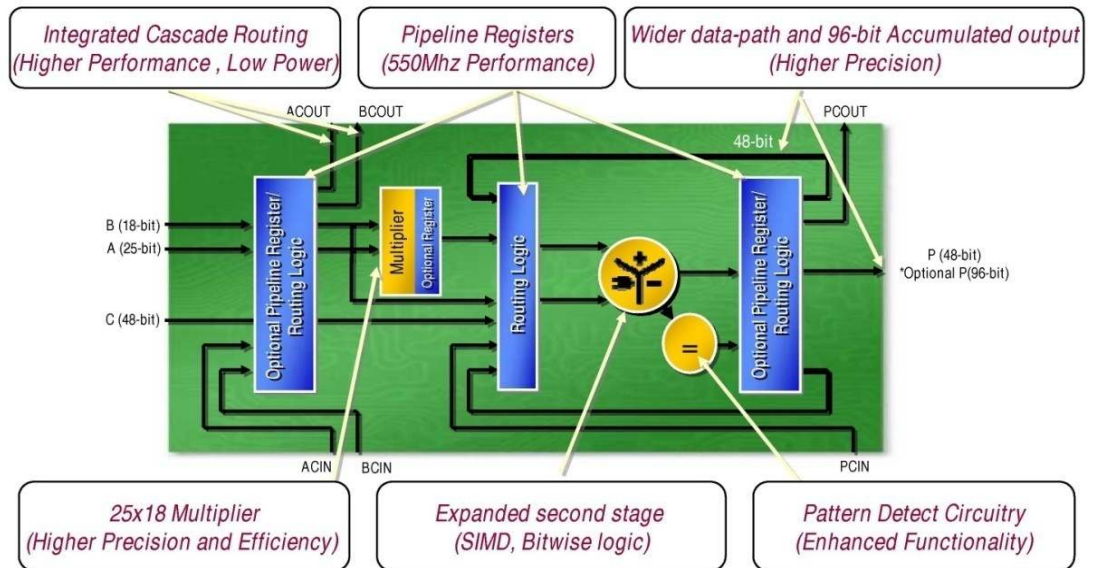 Integrated Cascade Routing
(Higher Performance , Low Power)
Pipeline Registers
(550Mhz Performance)
Wider data-path and 96-bit Accumulated output
(Higher Precision)
ACOUT
BCOUT
PCOUT
48-bit
B (18-bit)
A (25-bit)
C (48-bit)
Optional Pipeline Register/
Routing Logic
Multiplier
Optional Register
Routing Logic
+
-
=
Optional Pipeline Register/
Routing Logic
P (48-bit)
*Optional P(96-bit)
ACIN
BCIN
PCIN
25x18 Multiplier
(Higher Precision and Efficiency)
Expanded second stage
(SIMD, Bitwise logic)
Pattern Detect Circuitry
(Enhanced Functionality)